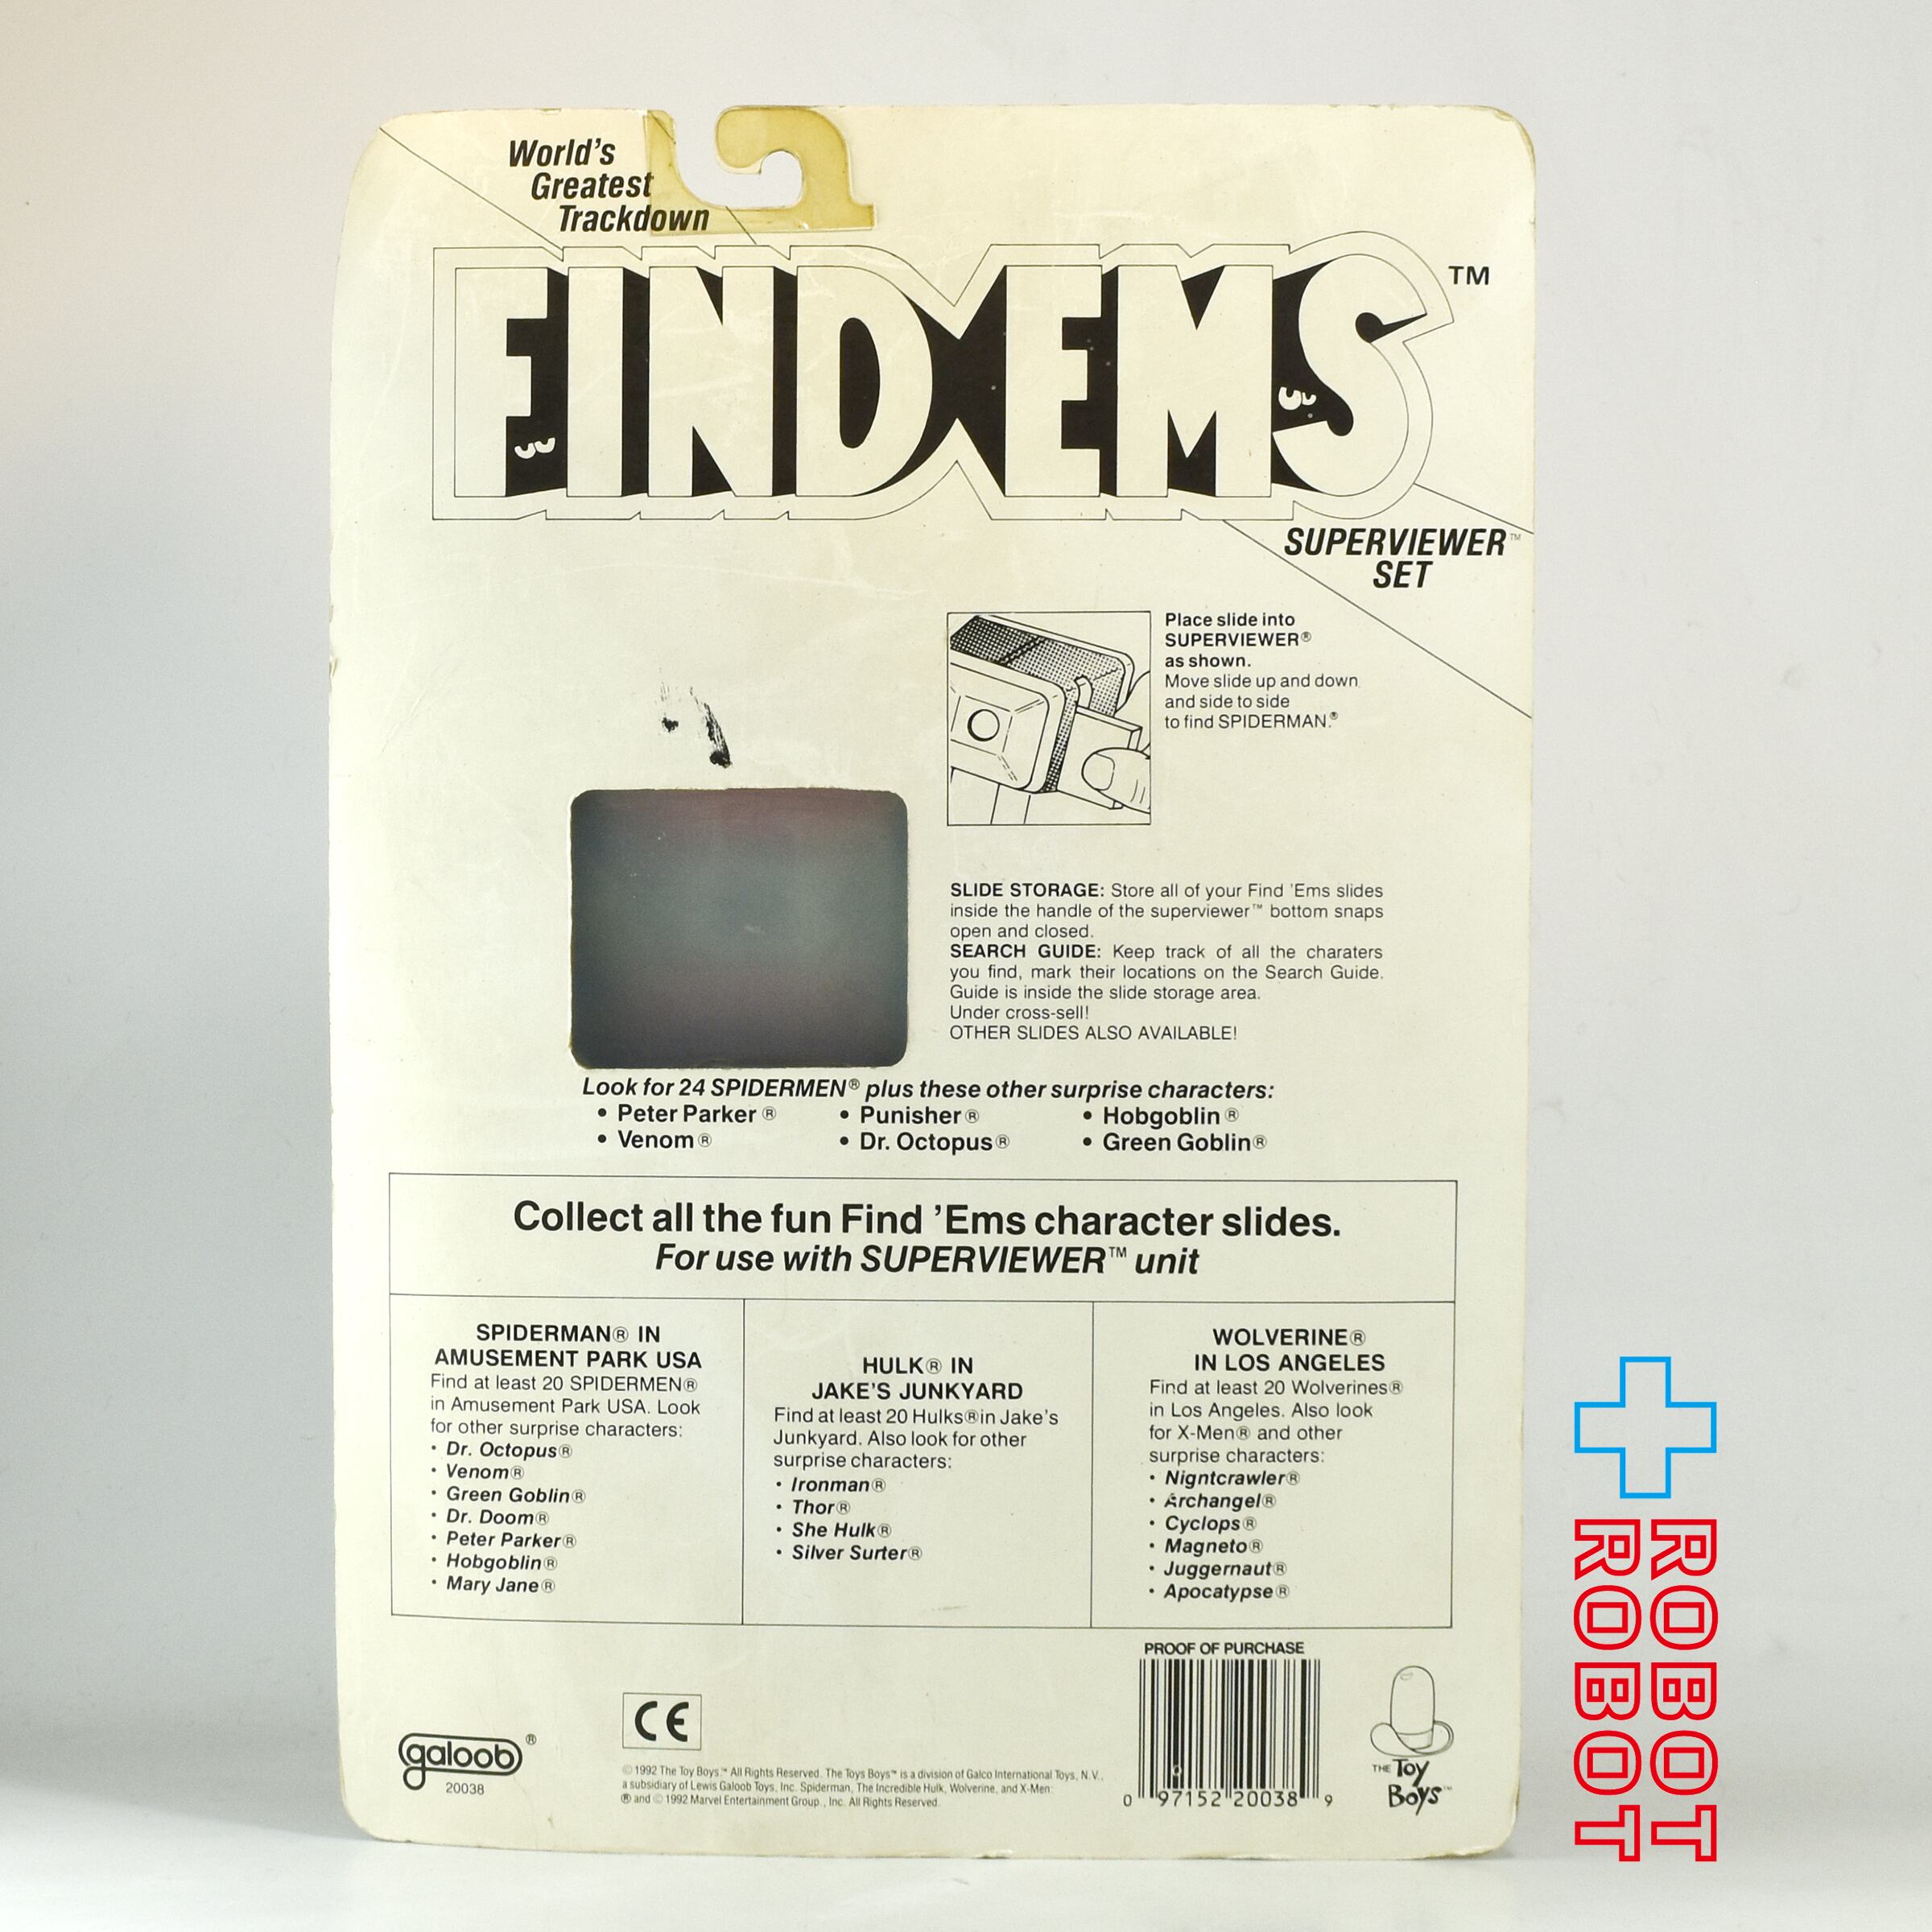 World's
Greatest
Trackdown
FIND EMS ™
SUPERVIEWER™
SET
Place slide into
SUPERVIEWER®
as shown.
Move slide up and down
and side to side
to find SPIDERMAN.®
SLIDE STORAGE: Store all of your Find 'Ems slides
inside the handle of the superviewer™ bottom snaps
open and closed.
SEARCH GUIDE: Keep track of all the charaters
you find, mark their locations on the Search Guide.
Guide is inside the slide storage area.
Under cross-sell!
OTHER SLIDES ALSO AVAILABLE!
Look for 24 SPIDERMEN® plus these other surprise characters:
• Peter Parker® • Punisher® • Hobgoblin®
• Venom® • Dr. Octopus® • Green Goblin®
Collect all the fun Find 'Ems character slides.
For use with SUPERVIEWER™ unit
SPIDERMAN® IN
AMUSEMENT PARK USA
Find at least 20 SPIDERMEN®
in Amusement Park USA. Look
for other surprise characters:
• Dr. Octopus®
• Venom®
• Green Goblin®
• Dr. Doom®
• Peter Parker®
• Hobgoblin®
• Mary Jane®
HULK® IN
JAKE'S JUNKYARD
Find at least 20 Hulks® in Jake's
Junkyard. Also look for other
surprise characters:
• Ironman®
• Thor®
• She Hulk®
• Silver Surter®
WOLVERINE®
IN LOS ANGELES
Find at least 20 Wolverines®
in Los Angeles. Also look
for X-Men® and other
surprise characters:
• Nigntcrawler®
• Archangel®
• Cyclops®
• Magneto®
• Juggernaut®
• Apocatypse®
galoob®
20038
CE
© 1992 The Toy Boys.™ All Rights Reserved. The Toys Boys™ is a division of Galco International Toys, N.V.,
a subsidiary of Lewis Galoob Toys, Inc. Spiderman, The Incredible Hulk, Wolverine, and X-Men:
® and © 1992 Marvel Entertainment Group., Inc. All Rights Reserved.
PROOF OF PURCHASE
0 97152 20038 9
THE Toy
Boys™
ROBOT
ROBOT